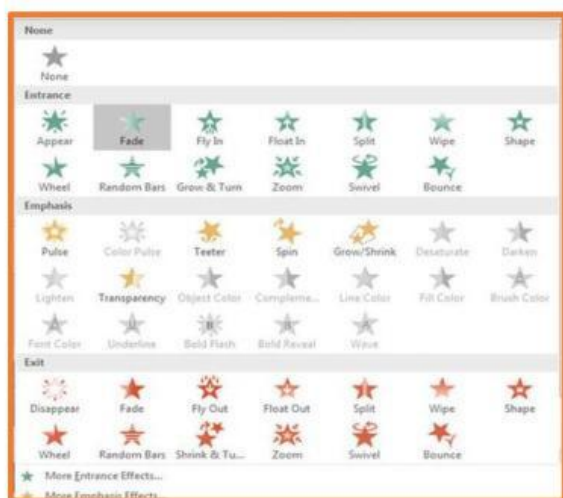 None
None
Entrance
Appear Fade Fly In Float In Split Wipe Shape
Wheel Random Bars Grow & Turn Zoom Swivel Bounce
Emphasis
Pulse Color Pulse Teeter Spin Grow/Shrink Desaturate Darken
Lighten Transparency Object Color Compleme... Line Color Fill Color Brush Color
Font Color Underline Bold Flash Bold Reveal Wave
Exit
Disappear Fade Fly Out Float Out Split Wipe Shape
Wheel Random Bars Shrink & Tu... Zoom Swivel Bounce
More Entrance Effects...
More Emphasis Effects...